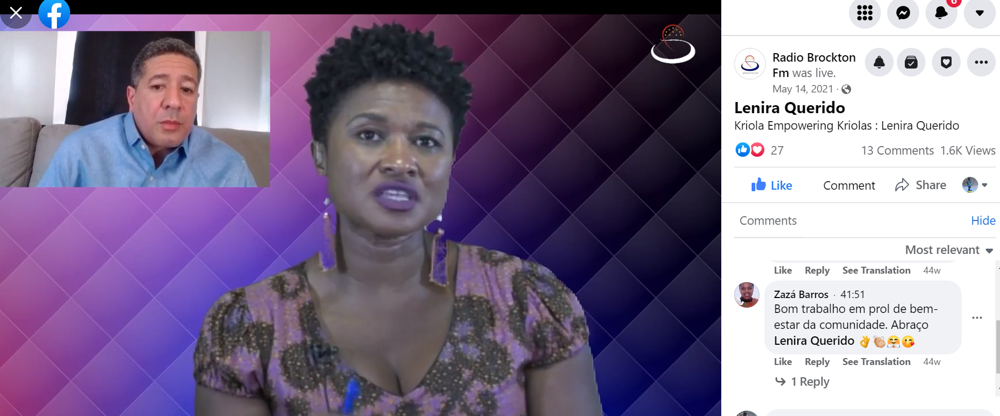 6
Radio Brockton
Fm was live.
May 14, 2021 ·
Lenira Querido
Kriola Empowering Kriolas : Lenira Querido
27 13 Comments 1.6K Views
Like Comment Share
Comments Hide
Most relevant
Like Reply See Translation 44w
Zazá Barros · 41:51
Bom trabalho em prol de bem-
estar da comunidade. Abraço
Lenira Querido 👌👏🏼🤗😘
Like Reply See Translation 44w
1 Reply